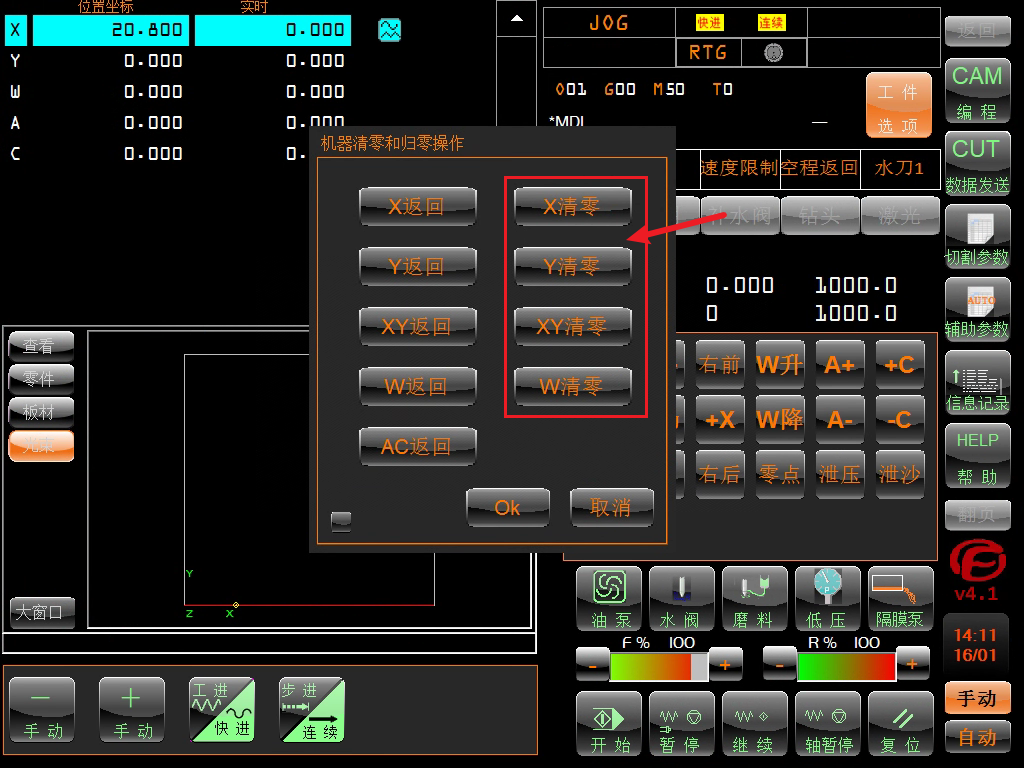 位置坐标 实时
X 20.800 0.000
Y 0.000 0.000
W 0.000 0.000
A 0.000 0.000
C 0.000 0.
JOG 快进 连续
RTG
O01 G00 M50 T0
*MDI
工件
选项
速度限制 空程返回 水刀1
补水阀 钻头 激光
0.000 1000.0
0 1000.0
机器清零和归零操作
X返回 X清零
Y返回 Y清零
XY返回 XY清零
W返回 W清零
AC返回
Ok 取消
查看
零件
板材
光束
大窗口
Y
Z X
右前 W升 A+ +C
+X W降 A- -C
右后 零点 泄压 泄沙
油泵 水阀 磨料 低压 隔膜泵
F % 100 R % 100
- + - +
开始 暂停 继续 轴暂停 复位
手动 手动
工进 快进
步进 连续
返回
CAM
编程
CUT
数据发送
切割参数
AUTO
辅助参数
信息记录
HELP
帮助
翻页
v4.1
14:11
16/01
手动
自动